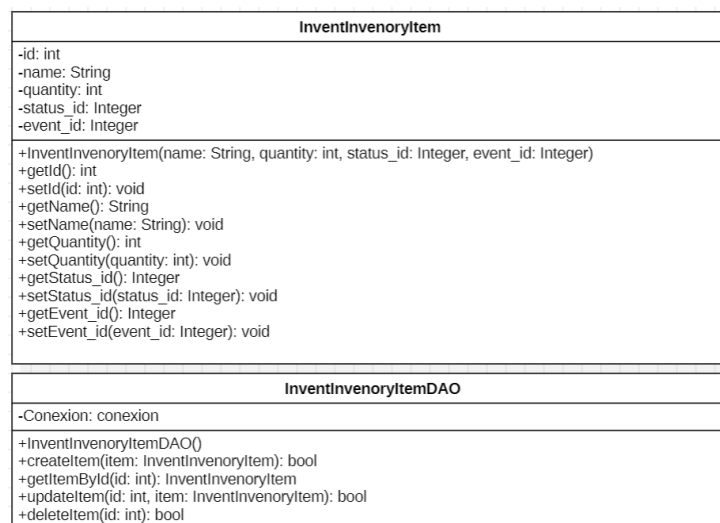 InventInvenoryItem
-id: int
-name: String
-quantity: int
-status_id: Integer
-event_id: Integer
+InventInvenoryItem(name: String, quantity: int, status_id: Integer, event_id: Integer)
+getId(): int
+setId(id: int): void
+getName(): String
+setName(name: String): void
+getQuantity(): int
+setQuantity(quantity: int): void
+getStatus_id(): Integer
+setStatus_id(status_id: Integer): void
+getEvent_id(): Integer
+setEvent_id(event_id: Integer): void
InventInvenoryItemDAO
-Conexion: conexion
+InventInvenoryItemDAO()
+createItem(item: InventInvenoryItem): bool
+getItemById(id: int): InventInvenoryItem
+updateItem(id: int, item: InventInvenoryItem): bool
+deleteItem(id: int): bool